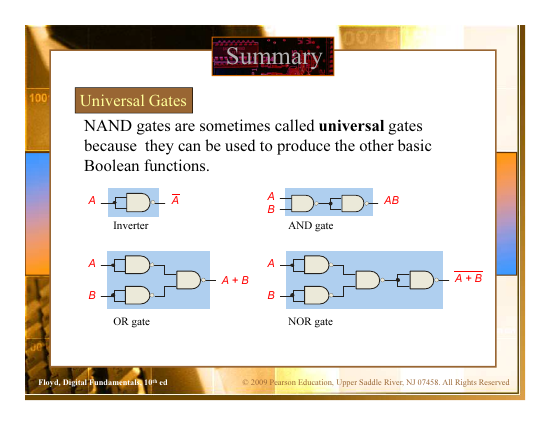 Summary
Universal Gates
NAND gates are sometimes called universal gates
because they can be used to produce the other basic
Boolean functions.
A A̅
Inverter
A
B
AB
AND gate
A
B
A + B
OR gate
A
B
A̅ ̅+̅ ̅B̅
NOR gate
Floyd, Digital Fundamentals, 10th ed
© 2009 Pearson Education, Upper Saddle River, NJ 07458. All Rights Reserved